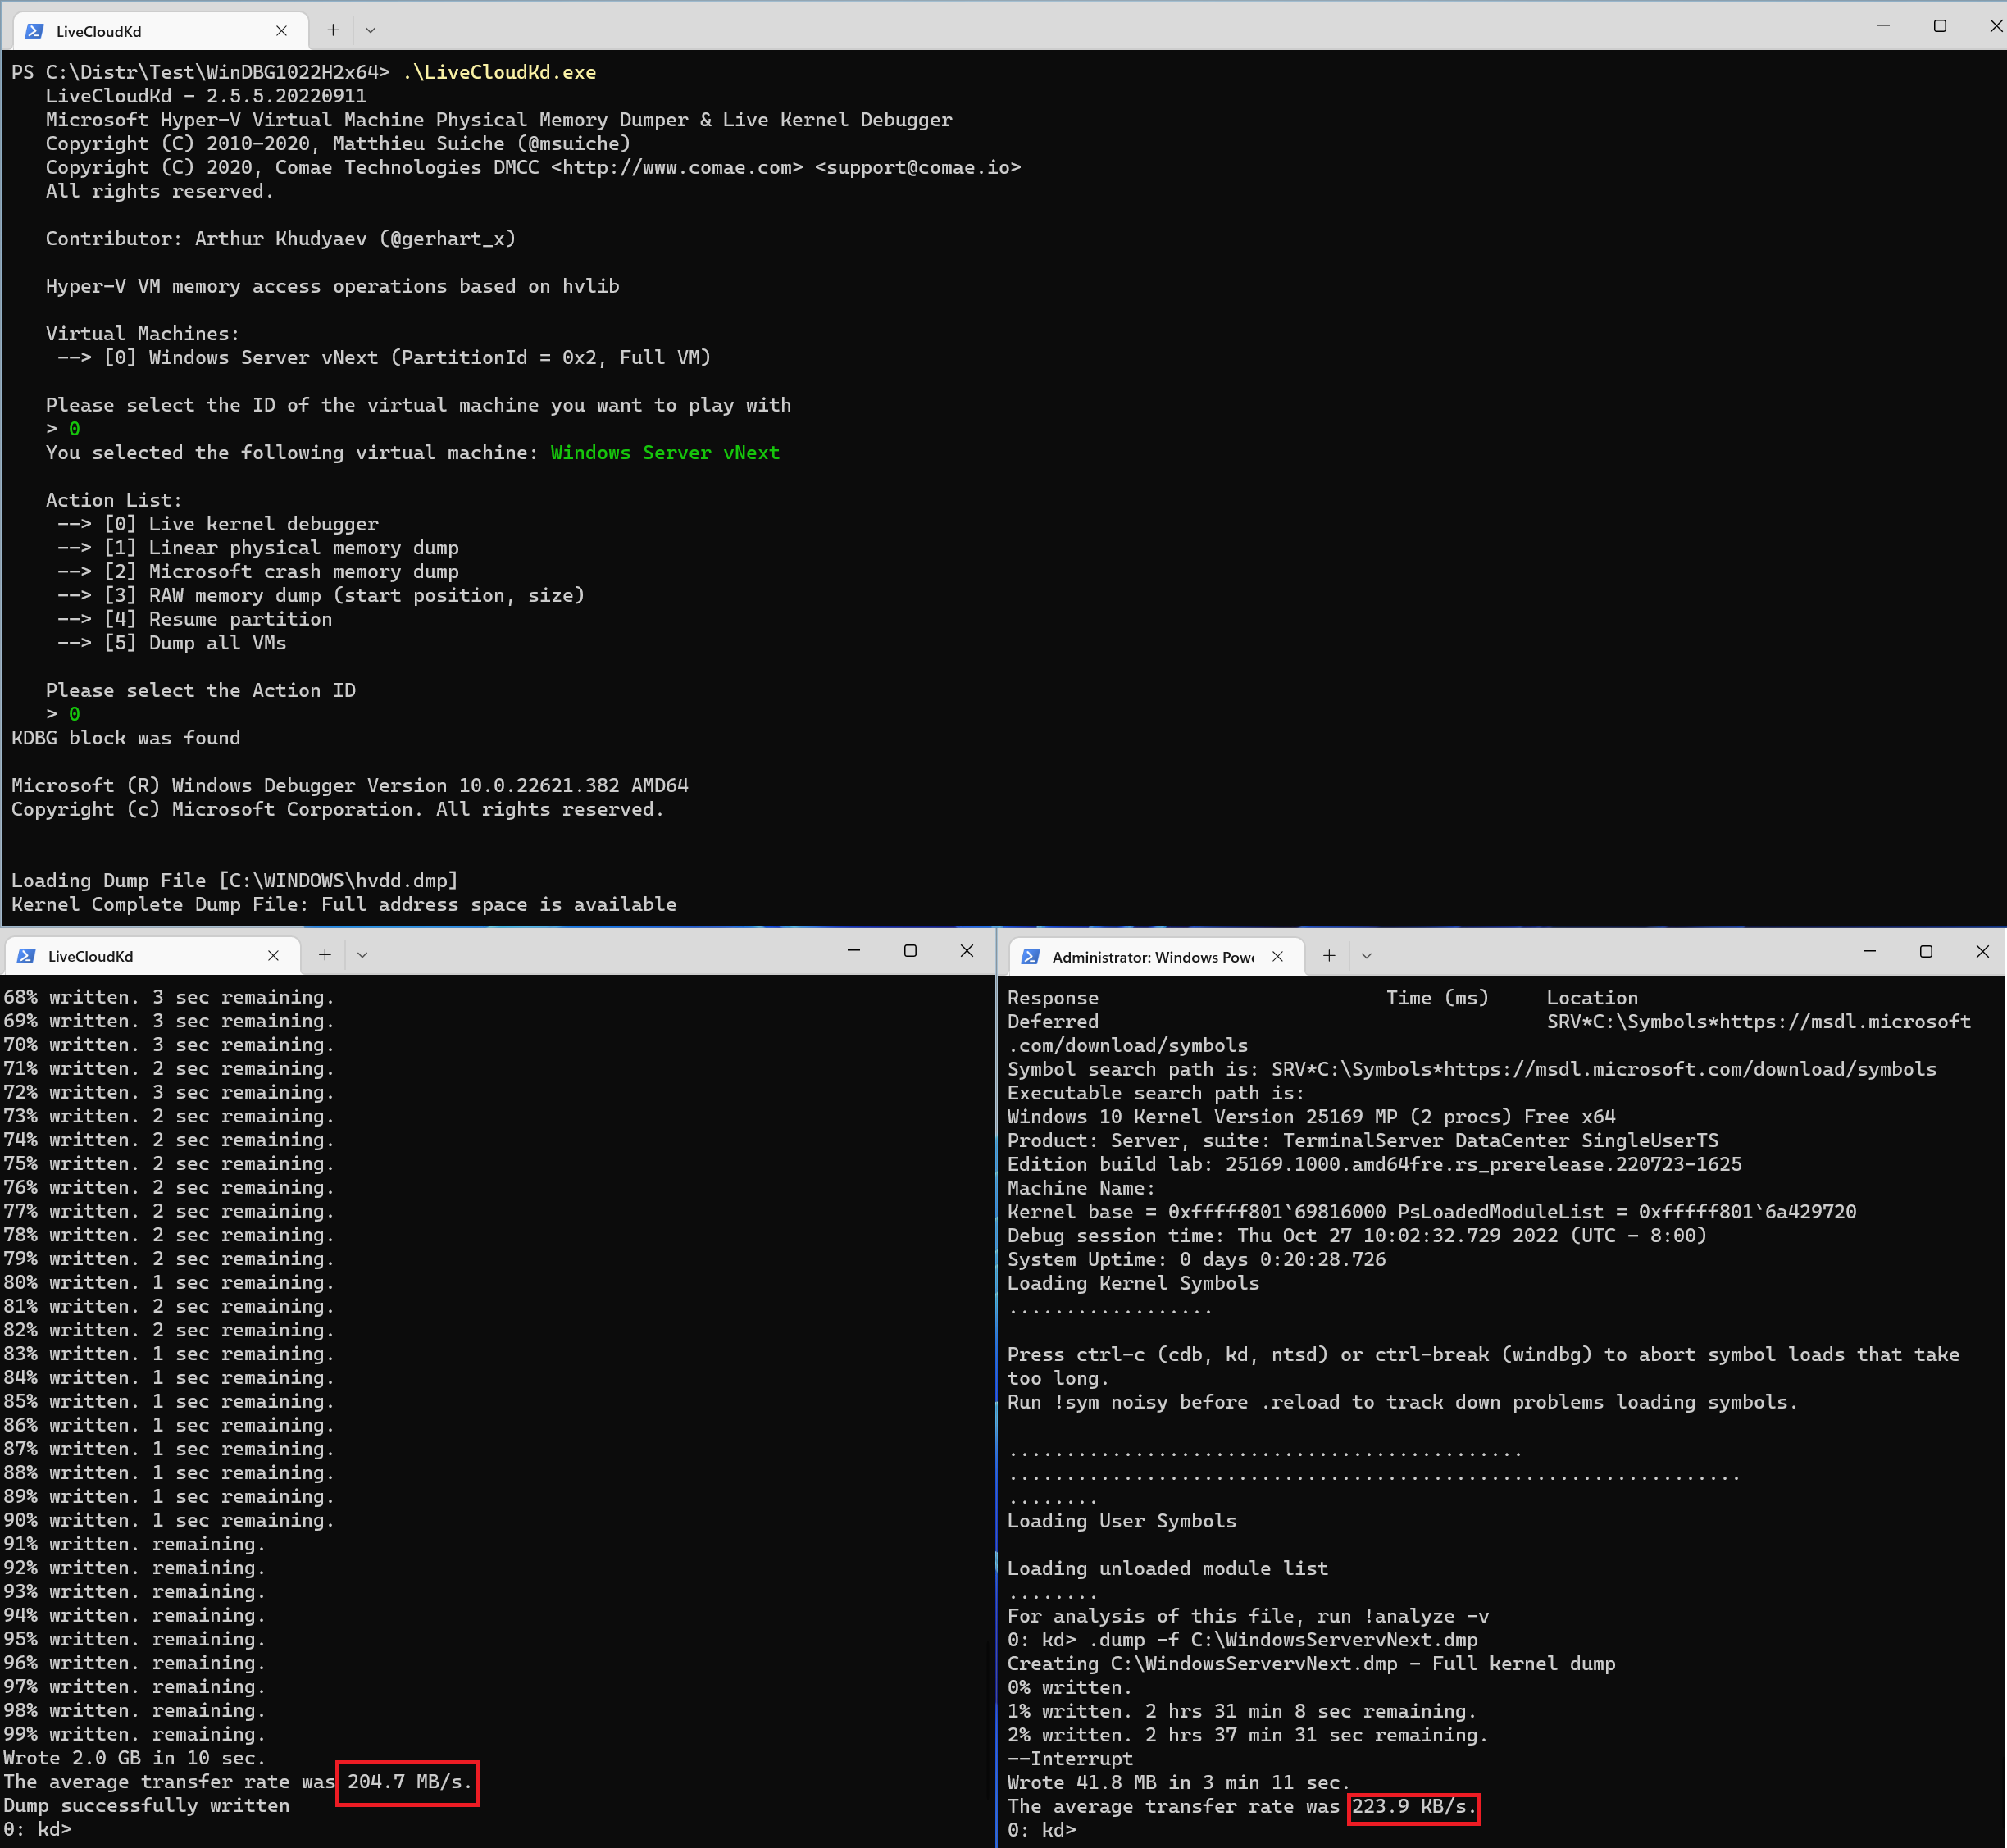 LiveCloudKd
PS C:\Distr\Test\WinDBG1022H2x64> .\LiveCloudKd.exe
LiveCloudKd - 2.5.5.20220911
Microsoft Hyper-V Virtual Machine Physical Memory Dumper & Live Kernel Debugger
Copyright (C) 2010-2020, Matthieu Suiche (@msuiche)
Copyright (C) 2020, Comae Technologies DMCC <http://www.comae.com> <support@comae.io>
All rights reserved.
Contributor: Arthur Khudyaev (@gerhart_x)
Hyper-V VM memory access operations based on hvlib
Virtual Machines:
--> [0] Windows Server vNext (PartitionId = 0x2, Full VM)
Please select the ID of the virtual machine you want to play with
> 0
You selected the following virtual machine: Windows Server vNext
Action List:
--> [0] Live kernel debugger
--> [1] Linear physical memory dump
--> [2] Microsoft crash memory dump
--> [3] RAW memory dump (start position, size)
--> [4] Resume partition
--> [5] Dump all VMs
Please select the Action ID
> 0
KDBG block was found
Microsoft (R) Windows Debugger Version 10.0.22621.382 AMD64
Copyright (c) Microsoft Corporation. All rights reserved.
Loading Dump File [C:\WINDOWS\hvdd.dmp]
Kernel Complete Dump File: Full address space is available
LiveCloudKd
68% written. 3 sec remaining.
69% written. 3 sec remaining.
70% written. 3 sec remaining.
71% written. 2 sec remaining.
72% written. 3 sec remaining.
73% written. 2 sec remaining.
74% written. 2 sec remaining.
75% written. 2 sec remaining.
76% written. 2 sec remaining.
77% written. 2 sec remaining.
78% written. 2 sec remaining.
79% written. 2 sec remaining.
80% written. 1 sec remaining.
81% written. 2 sec remaining.
82% written. 2 sec remaining.
83% written. 1 sec remaining.
84% written. 1 sec remaining.
85% written. 1 sec remaining.
86% written. 1 sec remaining.
87% written. 1 sec remaining.
88% written. 1 sec remaining.
89% written. 1 sec remaining.
90% written. 1 sec remaining.
91% written. remaining.
92% written. remaining.
93% written. remaining.
94% written. remaining.
95% written. remaining.
96% written. remaining.
97% written. remaining.
98% written. remaining.
99% written. remaining.
Wrote 2.0 GB in 10 sec.
The average transfer rate was 204.7 MB/s.
Dump successfully written
0: kd>
Administrator: Windows Powe
Response Time (ms) Location
Deferred SRV*C:\Symbols*https://msdl.microsoft
.com/download/symbols
Symbol search path is: SRV*C:\Symbols*https://msdl.microsoft.com/download/symbols
Executable search path is:
Windows 10 Kernel Version 25169 MP (2 procs) Free x64
Product: Server, suite: TerminalServer DataCenter SingleUserTS
Edition build lab: 25169.1000.amd64fre.rs_prerelease.220723-1625
Machine Name:
Kernel base = 0xfffff801`69816000 PsLoadedModuleList = 0xfffff801`6a429720
Debug session time: Thu Oct 27 10:02:32.729 2022 (UTC - 8:00)
System Uptime: 0 days 0:20:28.726
Loading Kernel Symbols
..................
Press ctrl-c (cdb, kd, ntsd) or ctrl-break (windbg) to abort symbol loads that take
too long.
Run !sym noisy before .reload to track down problems loading symbols.
.............................................
................................................................
........
Loading User Symbols
Loading unloaded module list
........
For analysis of this file, run !analyze -v
0: kd> .dump -f C:\WindowsServervNext.dmp
Creating C:\WindowsServervNext.dmp - Full kernel dump
0% written.
1% written. 2 hrs 31 min 8 sec remaining.
2% written. 2 hrs 37 min 31 sec remaining.
--Interrupt
Wrote 41.8 MB in 3 min 11 sec.
The average transfer rate was 223.9 KB/s.
0: kd>